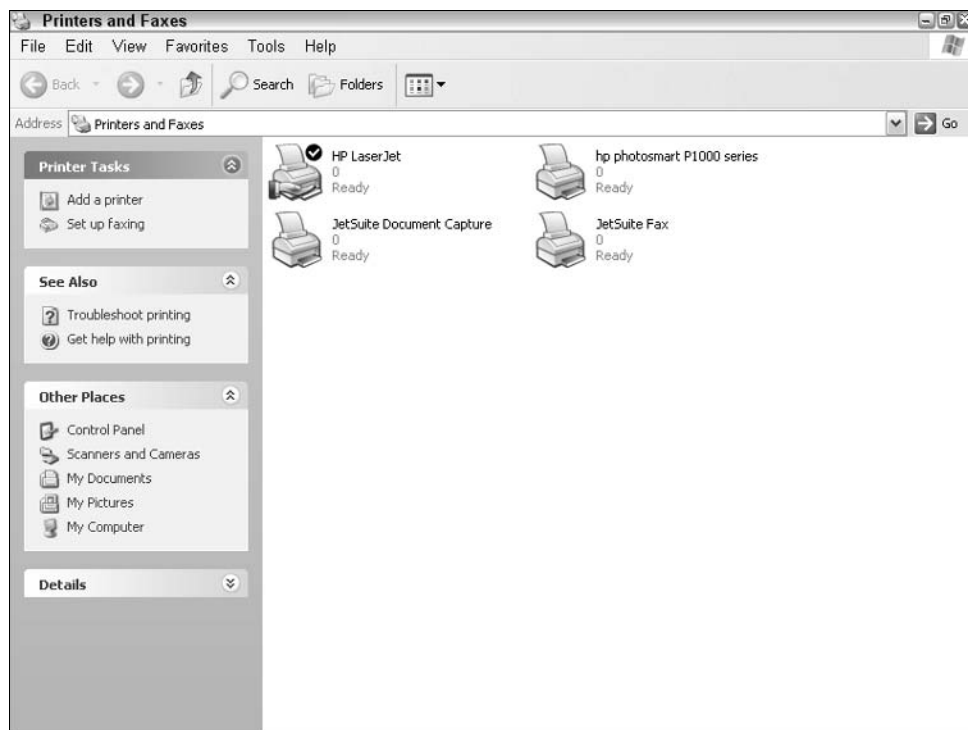 Printers and Faxes
File Edit View Favorites Tools Help
Back Search Folders
Address Printers and Faxes Go
Printer Tasks
Add a printer
Set up faxing
See Also
Troubleshoot printing
Get help with printing
Other Places
Control Panel
Scanners and Cameras
My Documents
My Pictures
My Computer
Details
HP LaserJet
0
Ready
hp photosmart P1000 series
0
Ready
JetSuite Document Capture
0
Ready
JetSuite Fax
0
Ready